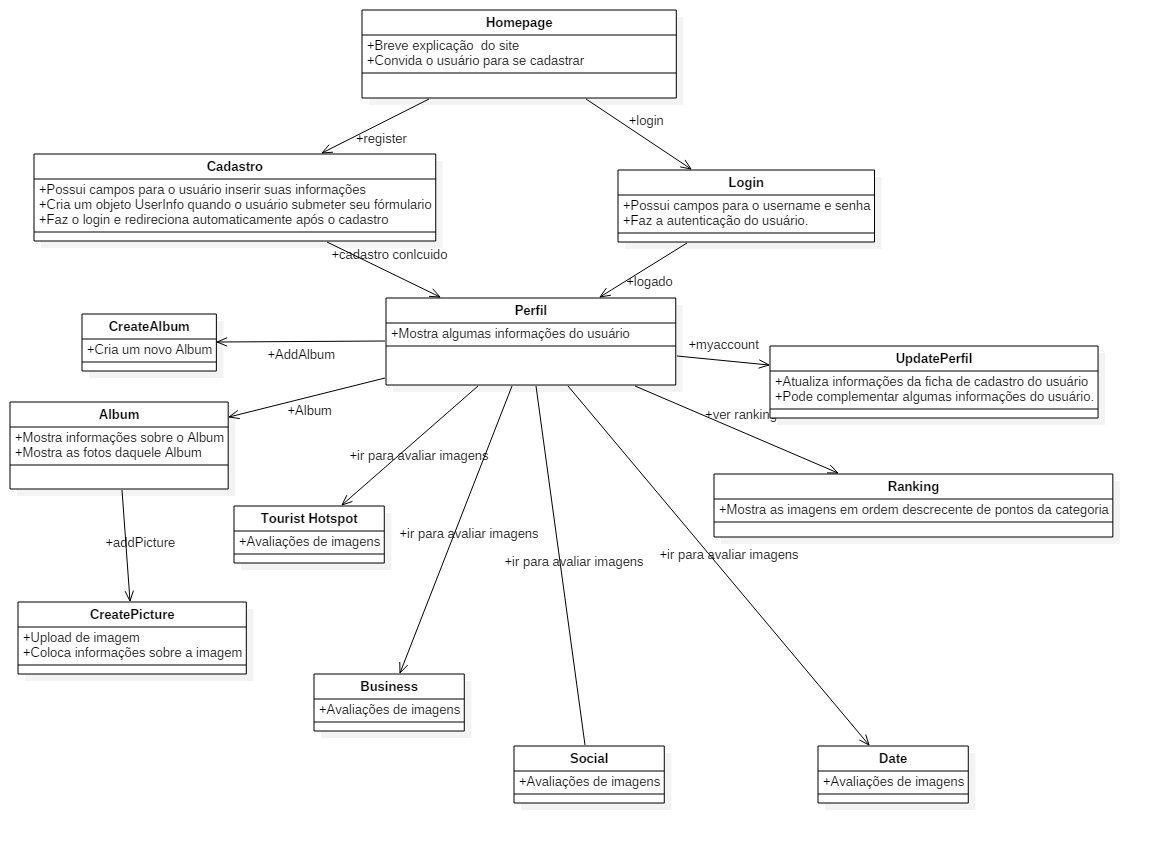 Homepage
+Breve explicação  do site
+Convida o usuário para se cadastrar
+register
+login
Cadastro
+Possui campos para o usuário inserir suas informações
+Cria um objeto UserInfo quando o usuário submeter seu fórmulario
+Faz o login e redireciona automaticamente após o cadastro
Login
+Possui campos para o username e senha
+Faz a autenticação do usuário.
+cadastro conlcuido
+logado
Perfil
+Mostra algumas informações do usuário
CreateAlbum
+Cria um novo Album
+AddAlbum
+myaccount
UpdatePerfil
+Atualiza informações da ficha de cadastro do usuário
+Pode complementar algumas informações do usuário.
+Album
+ver ranking
Album
+Mostra informações sobre o Album
+Mostra as fotos daquele Album
+ir para avaliar imagens
Ranking
+Mostra as imagens em ordem descrecente de pontos da categoria
Tourist Hotspot
+Avaliações de imagens
+addPicture
+ir para avaliar imagens
+ir para avaliar imagens
+ir para avaliar imagens
CreatePicture
+Upload de imagem
+Coloca informações sobre a imagem
Business
+Avaliações de imagens
Social
+Avaliações de imagens
Date
+Avaliações de imagens